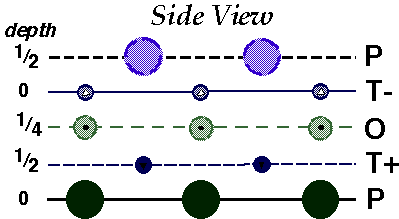 Side View
depth
1/2 P
0 T-
1/4 O
1/2 T+
0 P